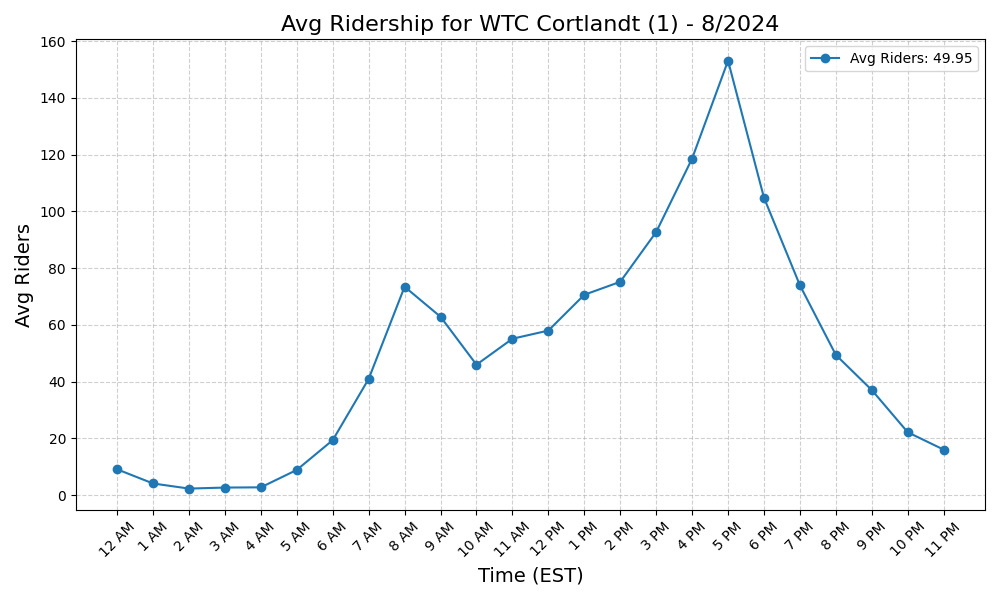 Avg Ridership for WTC Cortlandt (1) - 8/2024
Avg Riders: 49.95
Avg Riders
160
140
120
100
80
60
40
20
0
12 AM
1 AM
2 AM
3 AM
4 AM
5 AM
6 AM
7 AM
8 AM
9 AM
10 AM
11 AM
12 PM
1 PM
2 PM
3 PM
4 PM
5 PM
6 PM
7 PM
8 PM
9 PM
10 PM
11 PM
Time (EST)